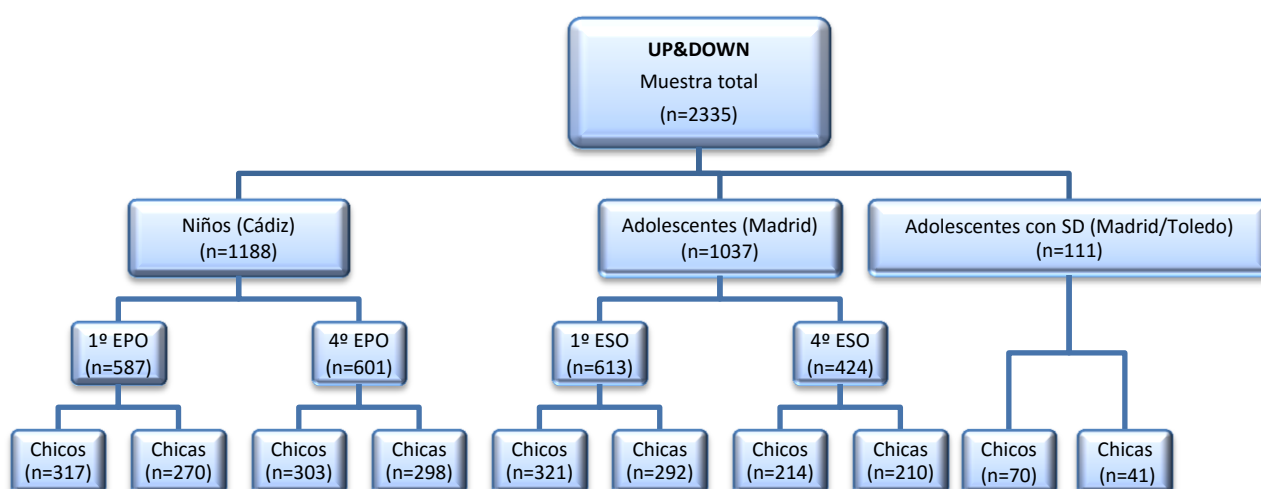 UP&DOWN
Muestra total
(n=2335)
Niños (Cádiz)
(n=1188)
Adolescentes (Madrid)
(n=1037)
Adolescentes con SD (Madrid/Toledo)
(n=111)
1º EPO
(n=587)
4º EPO
(n=601)
1º ESO
(n=613)
4º ESO
(n=424)
Chicos
(n=317)
Chicas
(n=270)
Chicos
(n=303)
Chicas
(n=298)
Chicos
(n=321)
Chicas
(n=292)
Chicos
(n=214)
Chicas
(n=210)
Chicos
(n=70)
Chicas
(n=41)